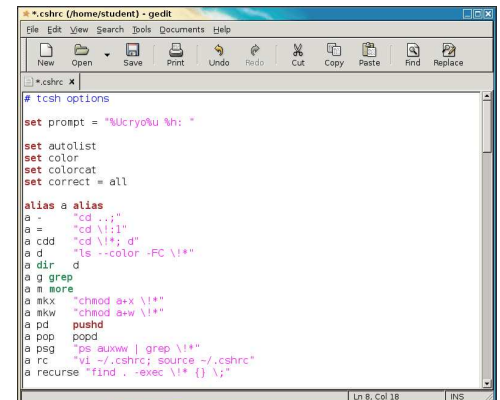 *.cshrc (/home/student) - gedit
File Edit View Search Tools Documents Help
New Open Save Print Undo Redo Cut Copy Paste Find Replace
*.cshrc x
# tcsh options
set prompt = "%Ucryo%u %h: "
set autolist
set color
set colorcat
set correct = all
alias a alias
a - "cd ..;"
a = "cd \!:1"
a cdd "cd \!*; d"
a d "ls --color -FC \!*"
a dir d
a g grep
a m more
a mkx "chmod a+x \!*"
a mkw "chmod a+w \!*"
a pd pushd
a pop popd
a psg "ps auxww | grep \!*"
a rc "vi ~/.cshrc; source ~/.cshrc"
a recurse "find . -exec \!* {} \;"
Ln 8, Col 18 INS